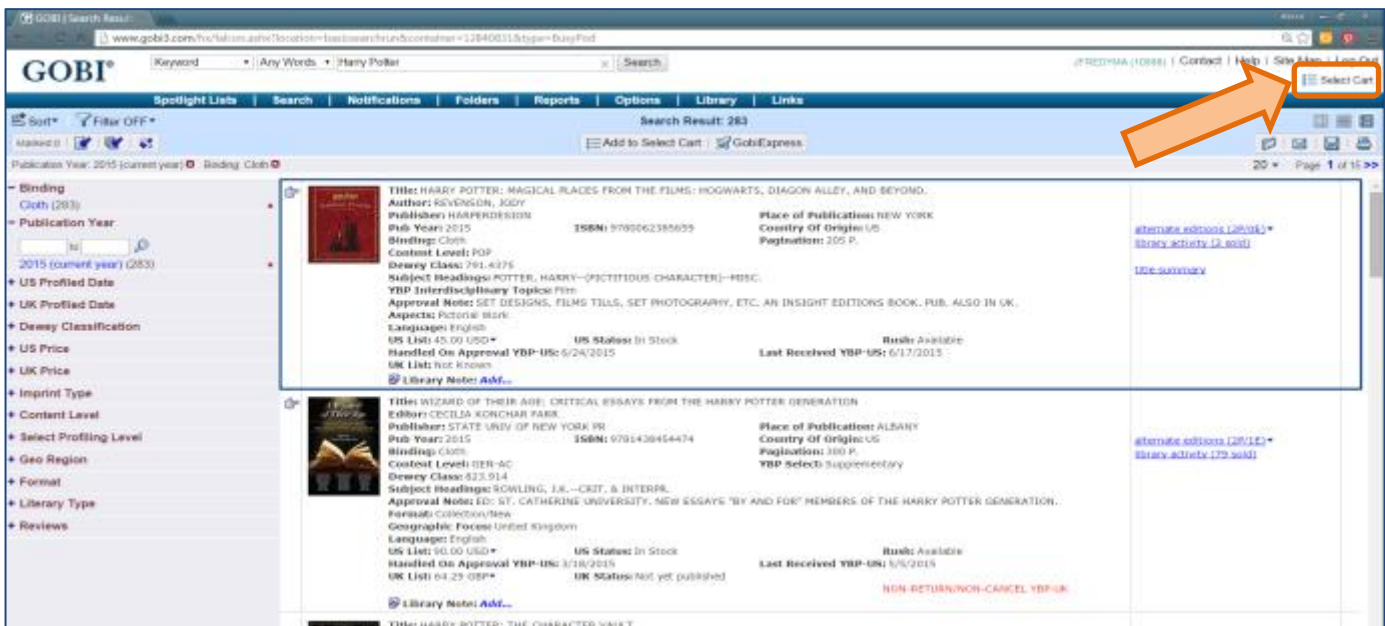 GOBI | Search Result:
www.gobi3.com/hx/
GOBI® Keyword Any Words Harry Potter Search Contact | Help | Site Map | Log Out
Select Cart
Spotlight Lists | Search | Notifications | Folders | Reports | Options | Library | Links
Sort Filter OFF Search Result: 283
Marked:0 Add to Select Cart GobiExpress
Publication Year: 2015 (current year) Binding: Cloth 20 Page 1 of 15 >>
- Binding
Cloth (283)
- Publication Year
to
2015 (current year) (283)
+ US Profiled Date
+ UK Profiled Date
+ Dewey Classification
+ US Price
+ UK Price
+ Imprint Type
+ Content Level
+ Select Profiling Level
+ Geo Region
+ Format
+ Literary Type
+ Reviews
Title: HARRY POTTER: MAGICAL PLACES FROM THE FILMS: HOGWARTS, DIAGON ALLEY, AND BEYOND.
Author: REVENSON, JODY
Publisher: HARPERDESIGN Place of Publication: NEW YORK
Pub Year: 2015 ISBN: 9780062385659 Country Of Origin: US
Binding: Cloth Pagination: 205 P.
Content Level: POP
Dewey Class: 791.4375
Subject Headings: POTTER, HARRY--(FICTITIOUS CHARACTER)--MISC.
YBP Interdisciplinary Topics: Film
Approval Note: SET DESIGNS, FILMS TILLS, SET PHOTOGRAPHY, ETC. AN INSIGHT EDITIONS BOOK. PUB. ALSO IN UK.
Aspects: Pictorial Work
Language: English
US List: 45.00 USD US Status: In Stock Rush: Available
Handled On Approval YBP-US: 6/24/2015 Last Received YBP-US: 6/17/2015
UK List: Not Known
Library Note: Add...
alternate editions (2P/0E)
library activity (2 sold)
title summary
Title: WIZARD OF THEIR AGE: CRITICAL ESSAYS FROM THE HARRY POTTER GENERATION
Editor: CECILIA KONCHAR FARR
Publisher: STATE UNIV OF NEW YORK PR Place of Publication: ALBANY
Pub Year: 2015 ISBN: 9781438454474 Country Of Origin: US
Binding: Cloth Pagination: 300 P.
Content Level: GEN-AC YBP Select: Supplementary
Dewey Class: 823.914
Subject Headings: ROWLING, J.K.--CRIT. & INTERPR.
Approval Note: ED: ST. CATHERINE UNIVERSITY. NEW ESSAYS "BY AND FOR" MEMBERS OF THE HARRY POTTER GENERATION.
Format: Collection/New
Geographic Focus: United Kingdom
Language: English
US List: 90.00 USD US Status: In Stock Rush: Available
Handled On Approval YBP-US: 3/18/2015 Last Received YBP-US: 5/5/2015
UK List: 64.29 GBP UK Status: Not yet published
NON-RETURN/NON-CANCEL YBP-UK
Library Note: Add...
alternate editions (2P/1E)
library activity (79 sold)
Title: HARRY POTTER: THE CHARACTER VAULT